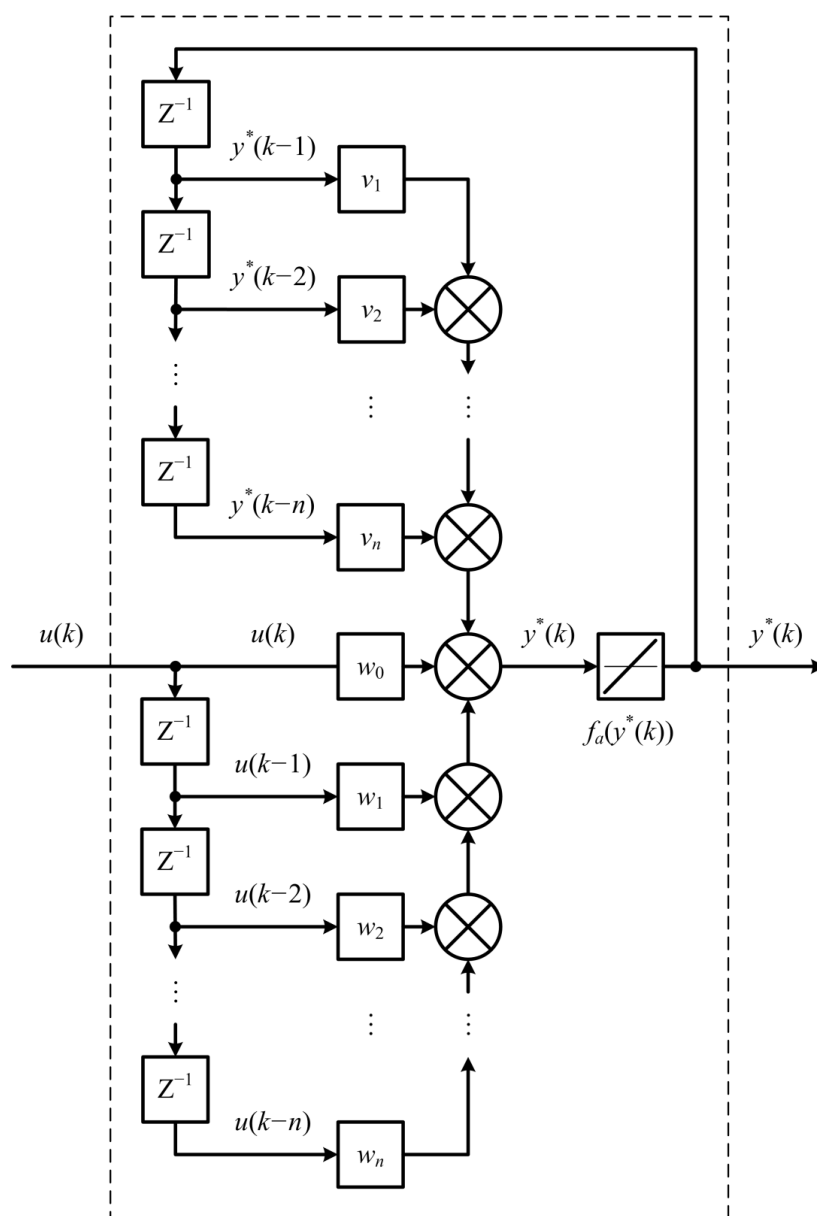 Z⁻¹
y*(k−1)
v₁
Z⁻¹
y*(k−2)
v₂
⋮
⋮
⋮
Z⁻¹
y*(k−n)
vₙ
u(k)
u(k)
w₀
y*(k)
y*(k)
fₐ(y*(k))
Z⁻¹
u(k−1)
w₁
Z⁻¹
u(k−2)
w₂
⋮
⋮
⋮
Z⁻¹
u(k−n)
wₙ